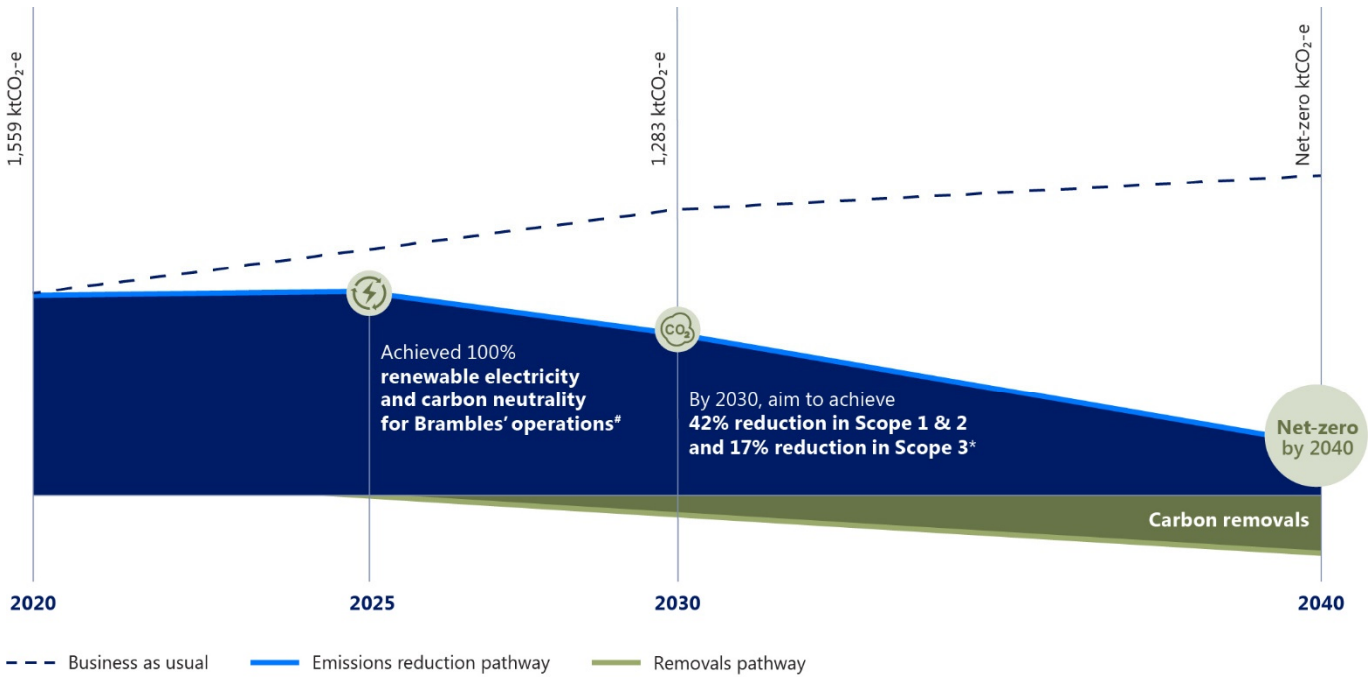 1,559 ktCO₂-e
1,283 ktCO₂-e
Net-zero ktCO₂-e
Achieved 100%
renewable electricity
and carbon neutrality
for Brambles' operations#
CO₂
By 2030, aim to achieve
42% reduction in Scope 1 & 2
and 17% reduction in Scope 3*
Net-zero
by 2040
Carbon removals
2020
2025
2030
2040
Business as usual
Emissions reduction pathway
Removals pathway